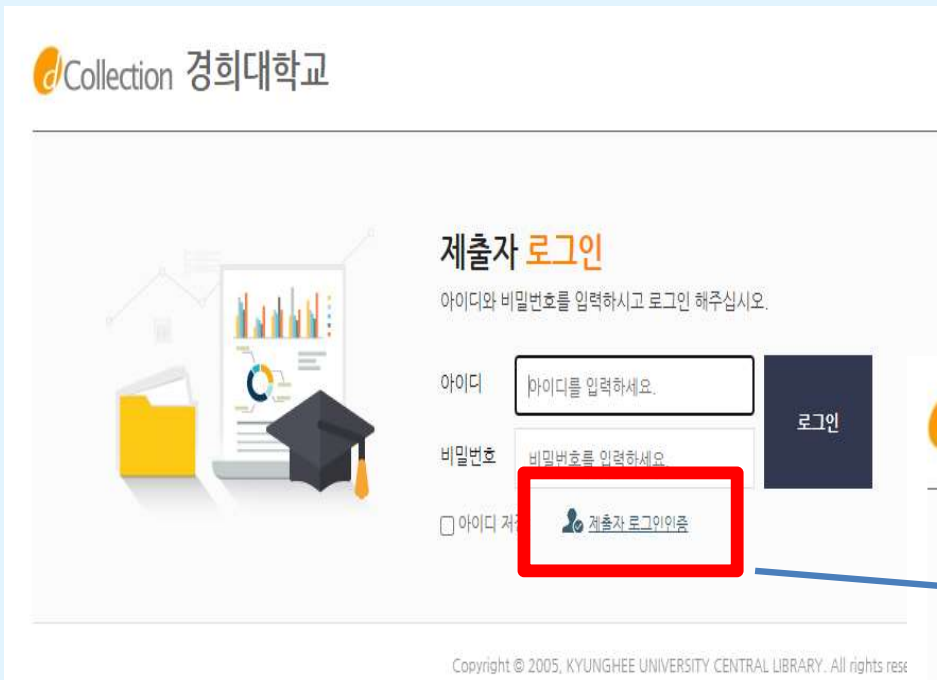 dCollection 경희대학교
제출자 로그인
아이디와 비밀번호를 입력하시고 로그인 해주십시오.
아이디
아이디를 입력하세요.
로그인
비밀번호
비밀번호를 입력하세요
아이디 저
제출자 로그인인증
Copyright © 2005, KYUNGHEE UNIVERSITY CENTRAL LIBRARY. All rights rese